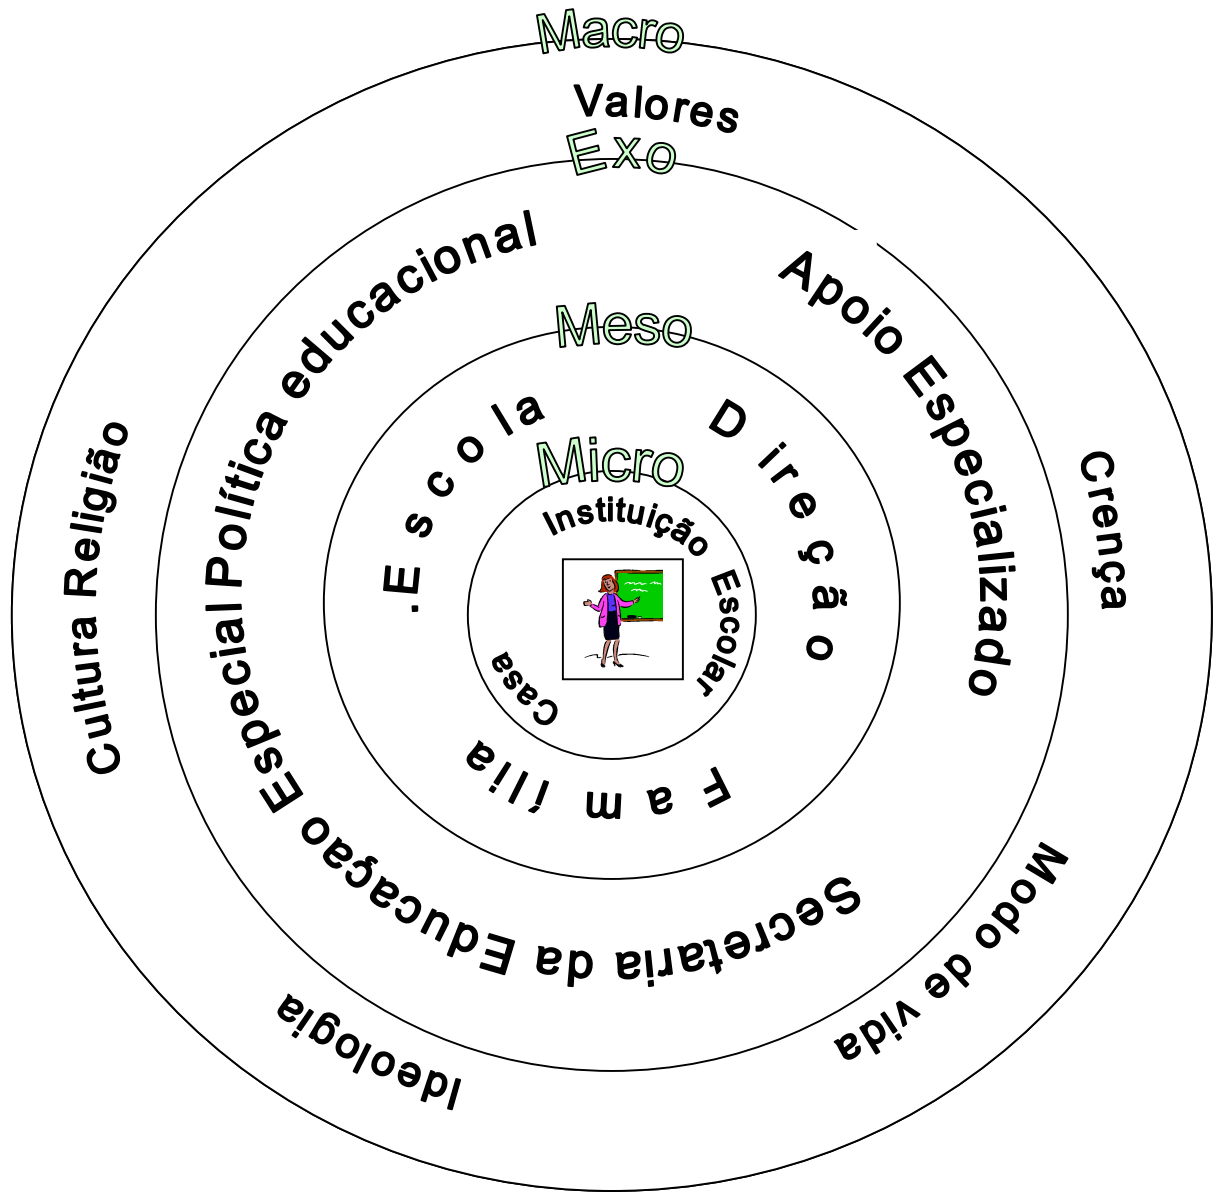 Macro
Valores
Exo
Política educacional
Apoio Especializado
Meso
.Escola
Direção
Micro
Instituição Escolar
Casa
Família
Cultura Religião
Crença
Secretaria da Educaçao Especial
Modo de vida
Ideologia